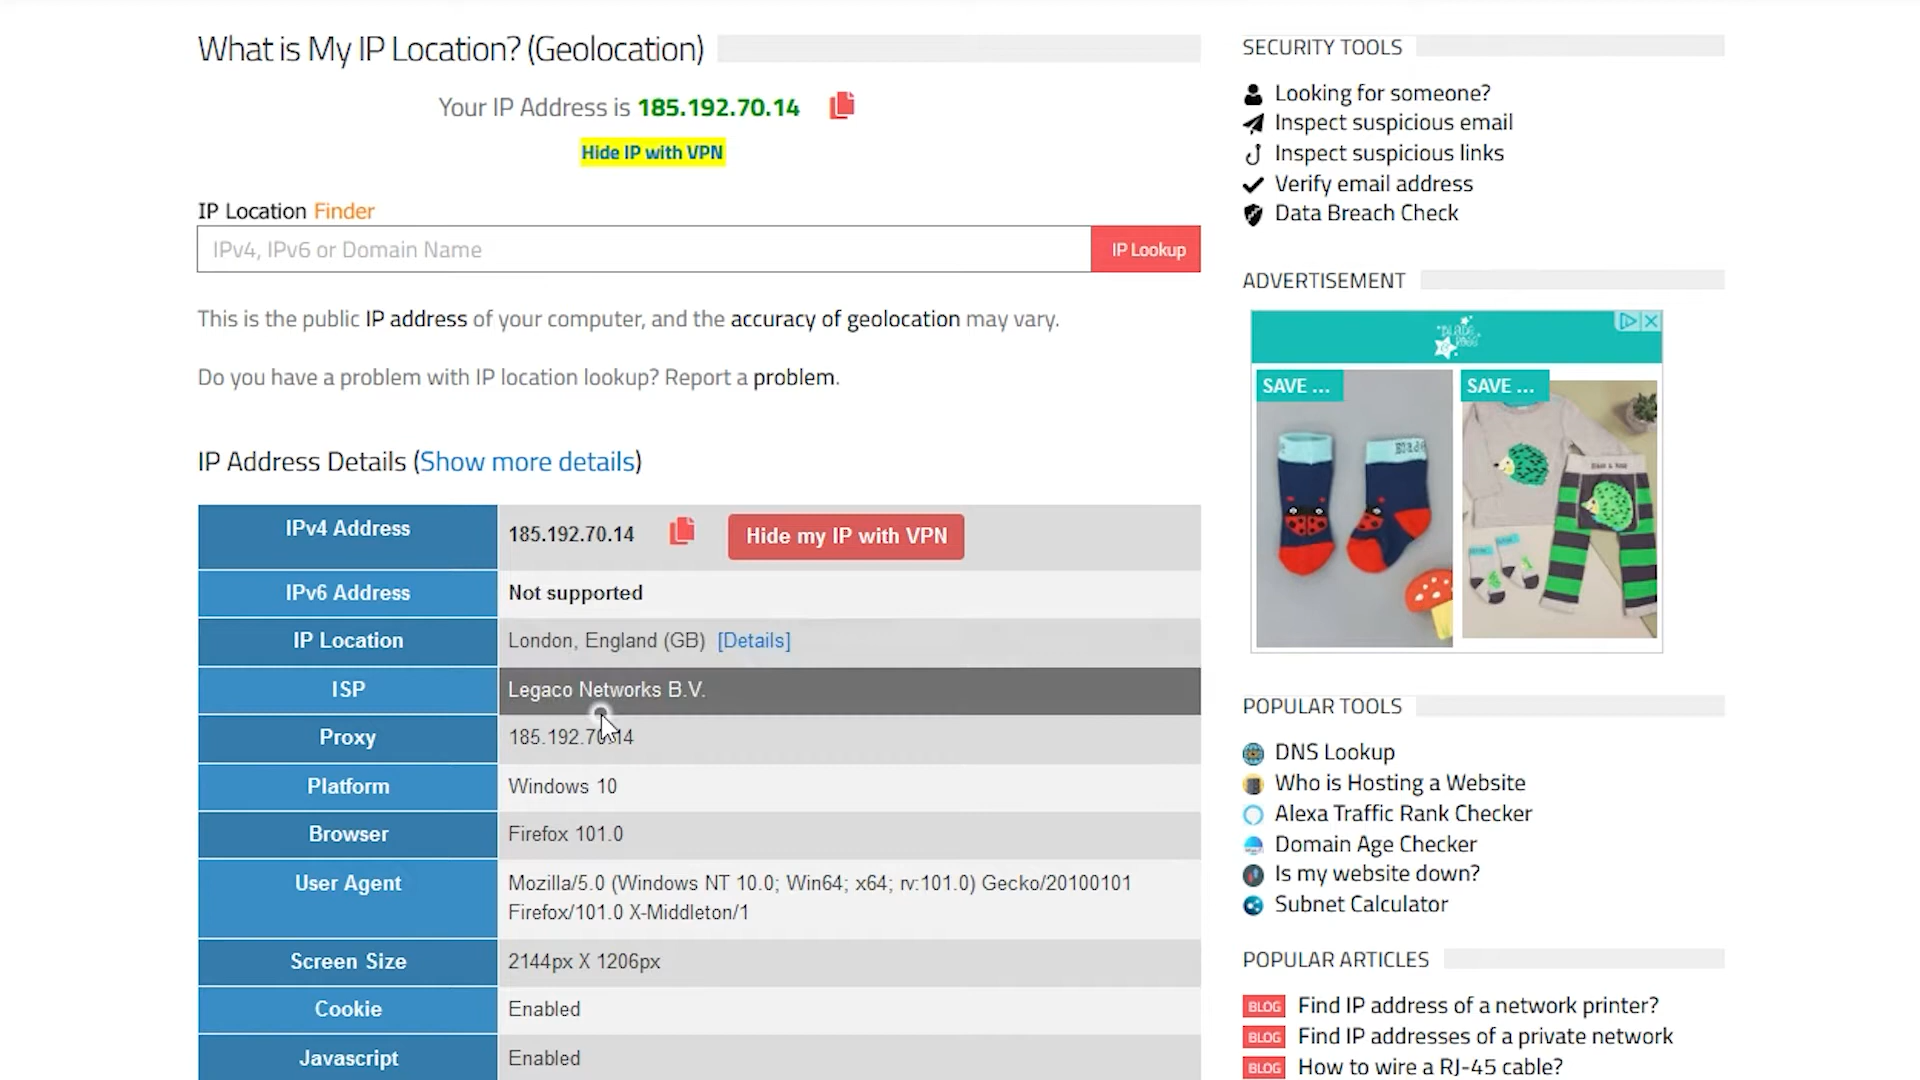 What is My IP Location? (Geolocation)
Your IP Address is 185.192.70.14
Hide IP with VPN
IP Location Finder
IPv4, IPv6 or Domain Name
IP Lookup
This is the public IP address of your computer, and the accuracy of geolocation may vary.
Do you have a problem with IP location lookup? Report a problem.
IP Address Details (Show more details)
IPv4 Address 185.192.70.14 Hide my IP with VPN
IPv6 Address Not supported
IP Location London, England (GB) [Details]
ISP Legaco Networks B.V.
Proxy 185.192.70.14
Platform Windows 10
Browser Firefox 101.0
User Agent Mozilla/5.0 (Windows NT 10.0; Win64; x64; rv:101.0) Gecko/20100101
Firefox/101.0 X-Middleton/1
Screen Size 2144px X 1206px
Cookie Enabled
Javascript Enabled
SECURITY TOOLS
Looking for someone?
Inspect suspicious email
Inspect suspicious links
Verify email address
Data Breach Check
ADVERTISEMENT
SAVE ...
SAVE ...
POPULAR TOOLS
DNS Lookup
Who is Hosting a Website
Alexa Traffic Rank Checker
Domain Age Checker
Is my website down?
Subnet Calculator
POPULAR ARTICLES
BLOG Find IP address of a network printer?
BLOG Find IP addresses of a private network
BLOG How to wire a RJ-45 cable?